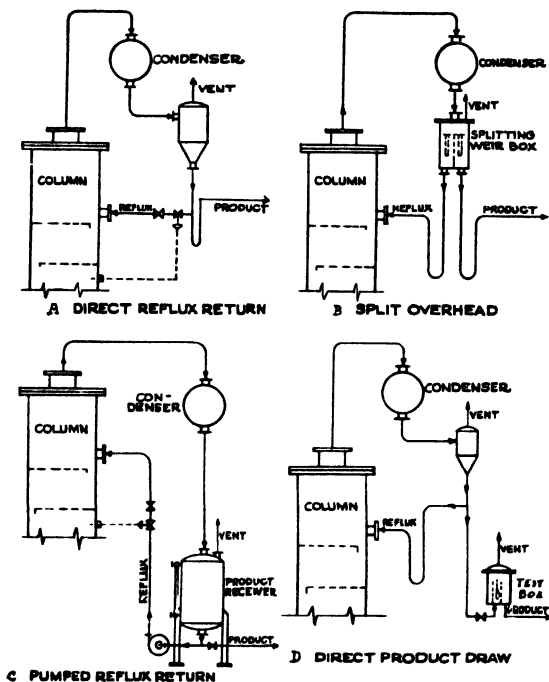 CONDENSER
VENT
COLUMN
REFLUX
PRODUCT
A DIRECT REFLUX RETURN
CONDENSER
VENT
SPLITTING
WEIR BOX
COLUMN
REFLUX
PRODUCT
B SPLIT OVERHEAD
CON-
DENSER
COLUMN
VENT
REFLUX
PRODUCT
RECEIVER
PRODUCT
C PUMPED REFLUX RETURN
CONDENSER
VENT
COLUMN
REFLUX
VENT
TEST
BOX
PRODUCT
D DIRECT PRODUCT DRAW